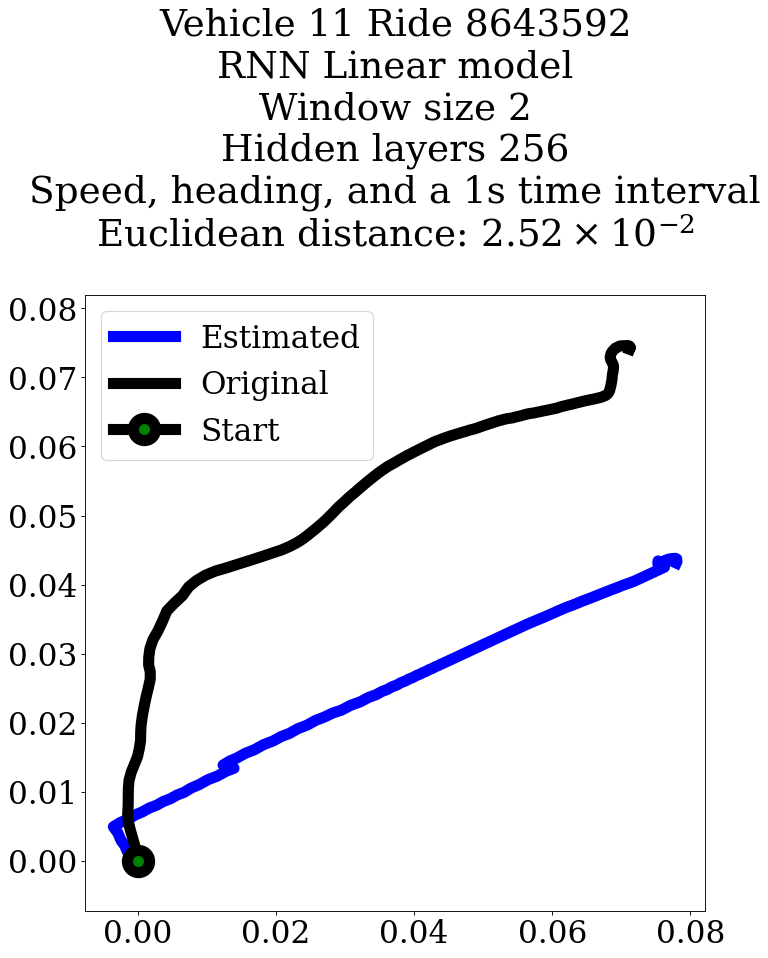 Vehicle 11 Ride 8643592
RNN Linear model
Window size 2
Hidden layers 256
Speed, heading, and a 1s time interval
Euclidean distance: 2.52 × 10⁻²
0.08
0.07
0.06
0.05
0.04
0.03
0.02
0.01
0.00
Estimated
Original
Start
0.00 0.02 0.04 0.06 0.08